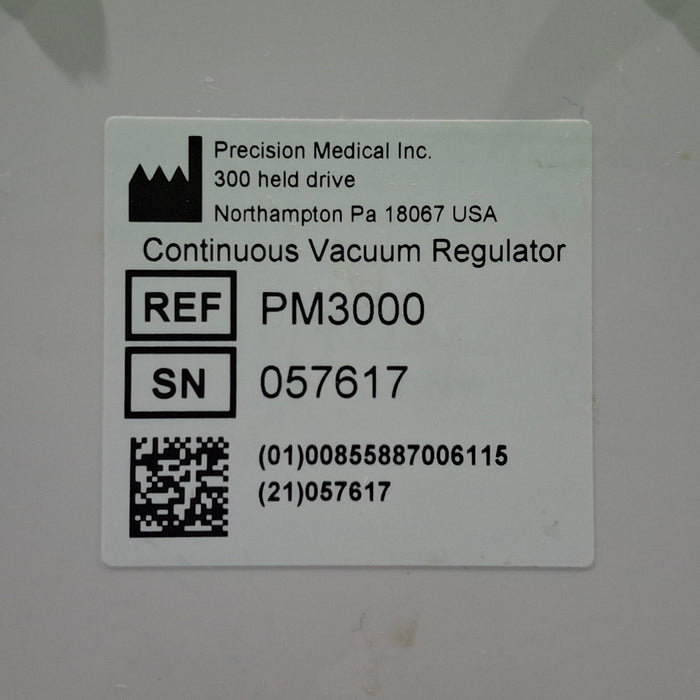 Precision Medical Inc.
300 held drive
Northampton Pa 18067 USA
Continuous Vacuum Regulator
REF PM3000
SN 057617
(01)00855887006115
(21)057617